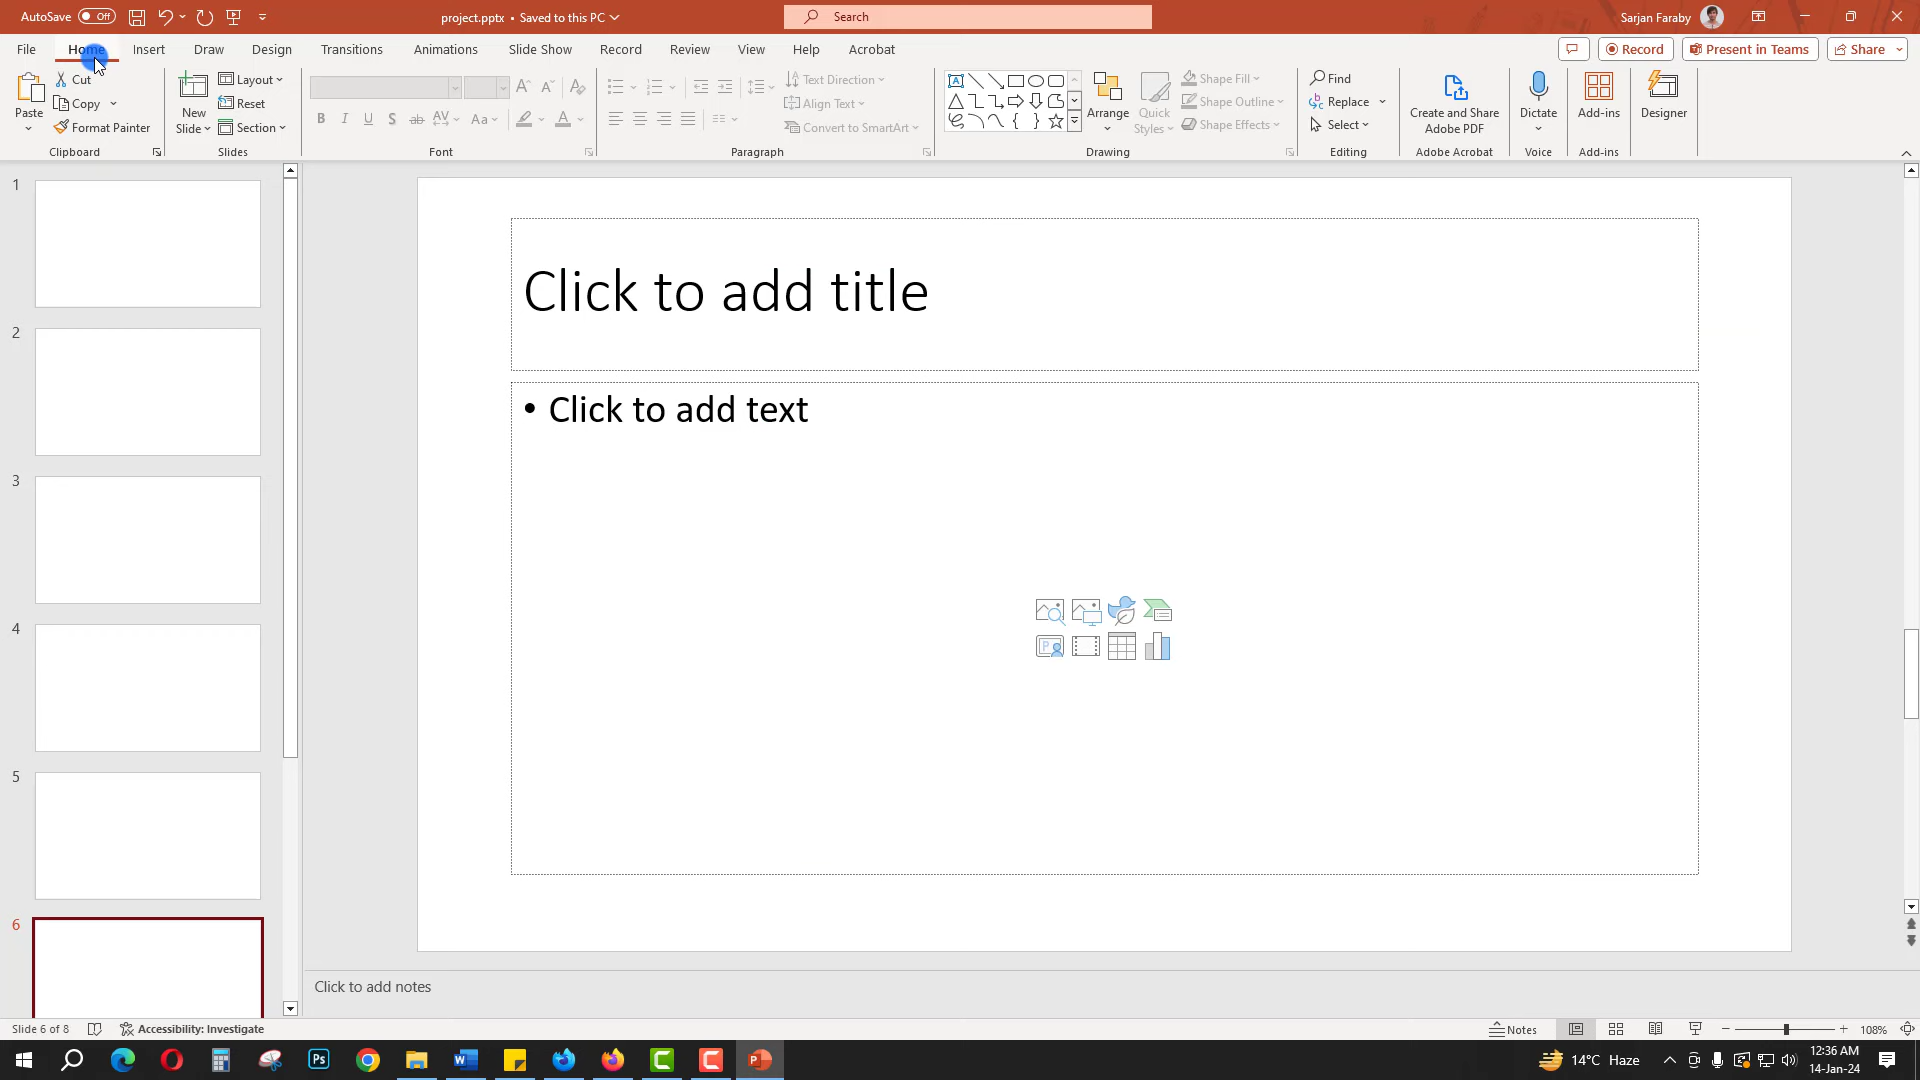 AutoSave Off project.pptx • Saved to this PC Search Sarjan Faraby
File Home Insert Draw Design Transitions Animations Slide Show Record Review View Help Acrobat Record Present in Teams Share
Paste
Cut
Copy
Format Painter
Clipboard
New
Slide
Layout
Reset
Section
Slides
B I U S ab AV Aa A
Font
Text Direction
Align Text
Convert to SmartArt
Paragraph
Arrange
Quick
Styles
Shape Fill
Shape Outline
Shape Effects
Drawing
Find
Replace
Select
Editing
Create and Share
Adobe PDF
Adobe Acrobat
Dictate
Voice
Add-ins
Add-ins
Designer
1
2
3
4
5
6
Click to add title
• Click to add text
Click to add notes
Slide 6 of 8 Accessibility: Investigate Notes 108%
Ps
14°C Haze
12:36 AM
14-Jan-24